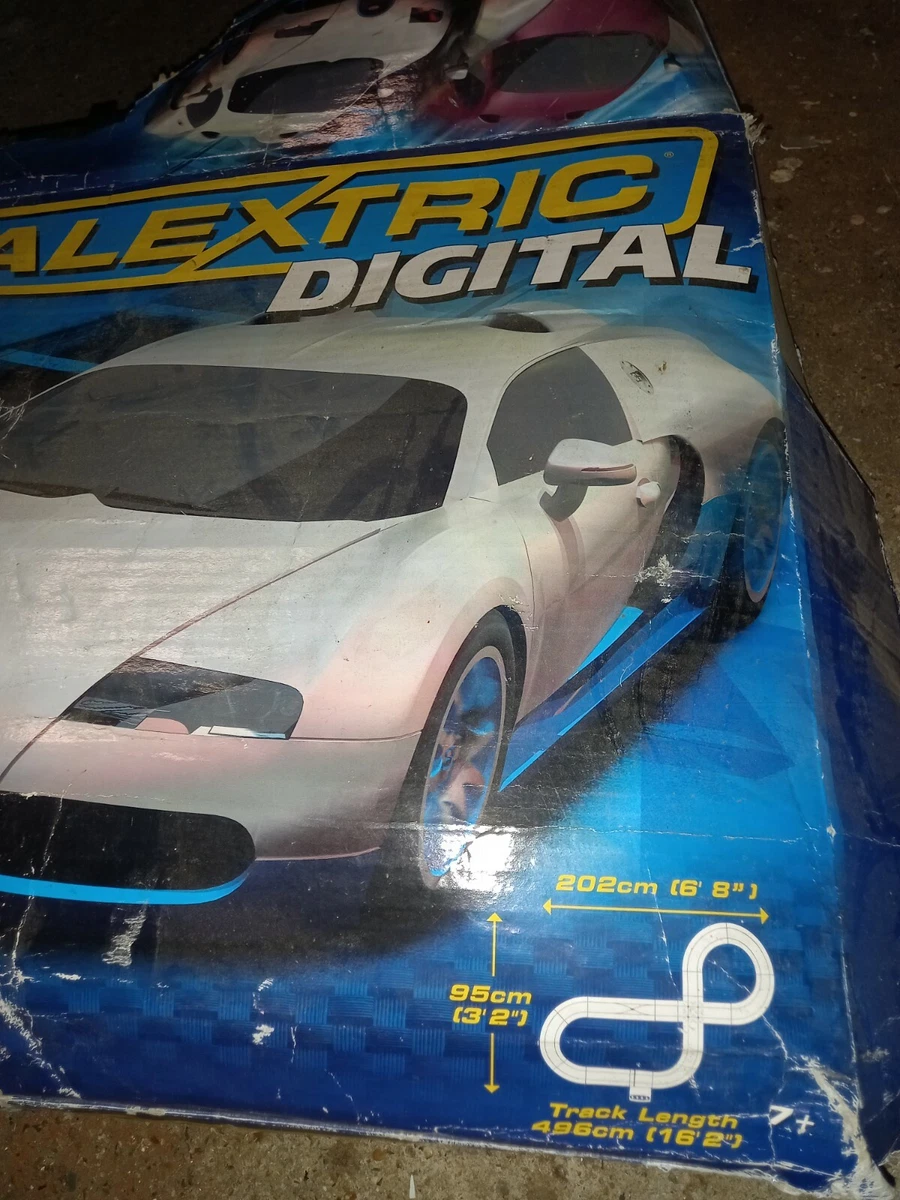 ALEXTRIC®
DIGITAL
202cm (6' 8")
95cm
(3'2")
Track Length
496cm (16'2")
7+